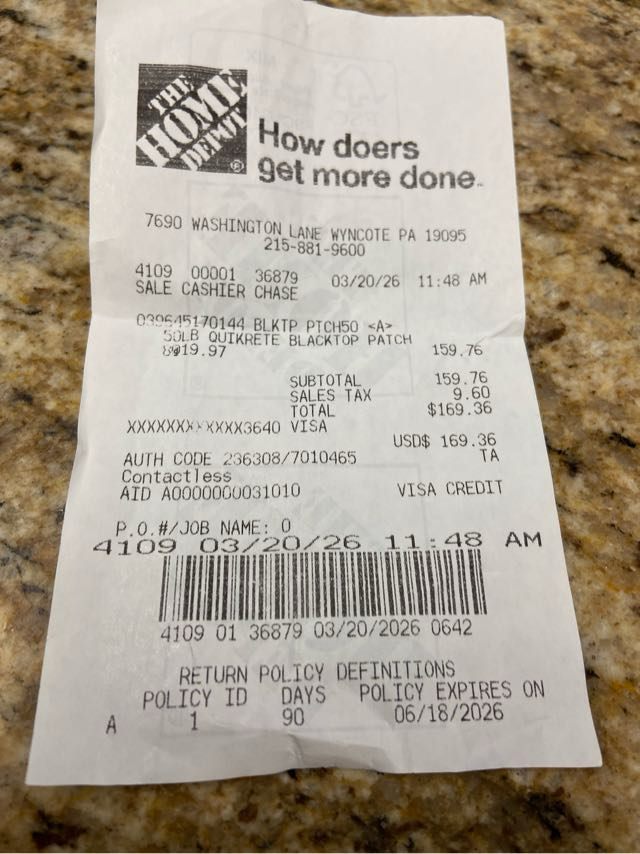 THE
HOME
DEPOT
®
How doers
get more done™
7690 WASHINGTON LANE WYNCOTE PA 19095
215-881-9600
4109 00001 36879 03/20/26 11:48 AM
SALE CASHIER CHASE
039645170144 BLKTP PTCH50 <A>
50LB QUIKRETE BLACKTOP PATCH
8@19.97 159.76
SUBTOTAL 159.76
SALES TAX 9.60
TOTAL $169.36
XXXXXXXXXXXX3640 VISA
USD$ 169.36
AUTH CODE 236308/7010465 TA
Contactless
AID A0000000031010 VISA CREDIT
P.O.#/JOB NAME: 0
4109 03/20/26 11:48 AM
4109 01 36879 03/20/2026 0642
RETURN POLICY DEFINITIONS
POLICY ID DAYS POLICY EXPIRES ON
A 1 90 06/18/2026